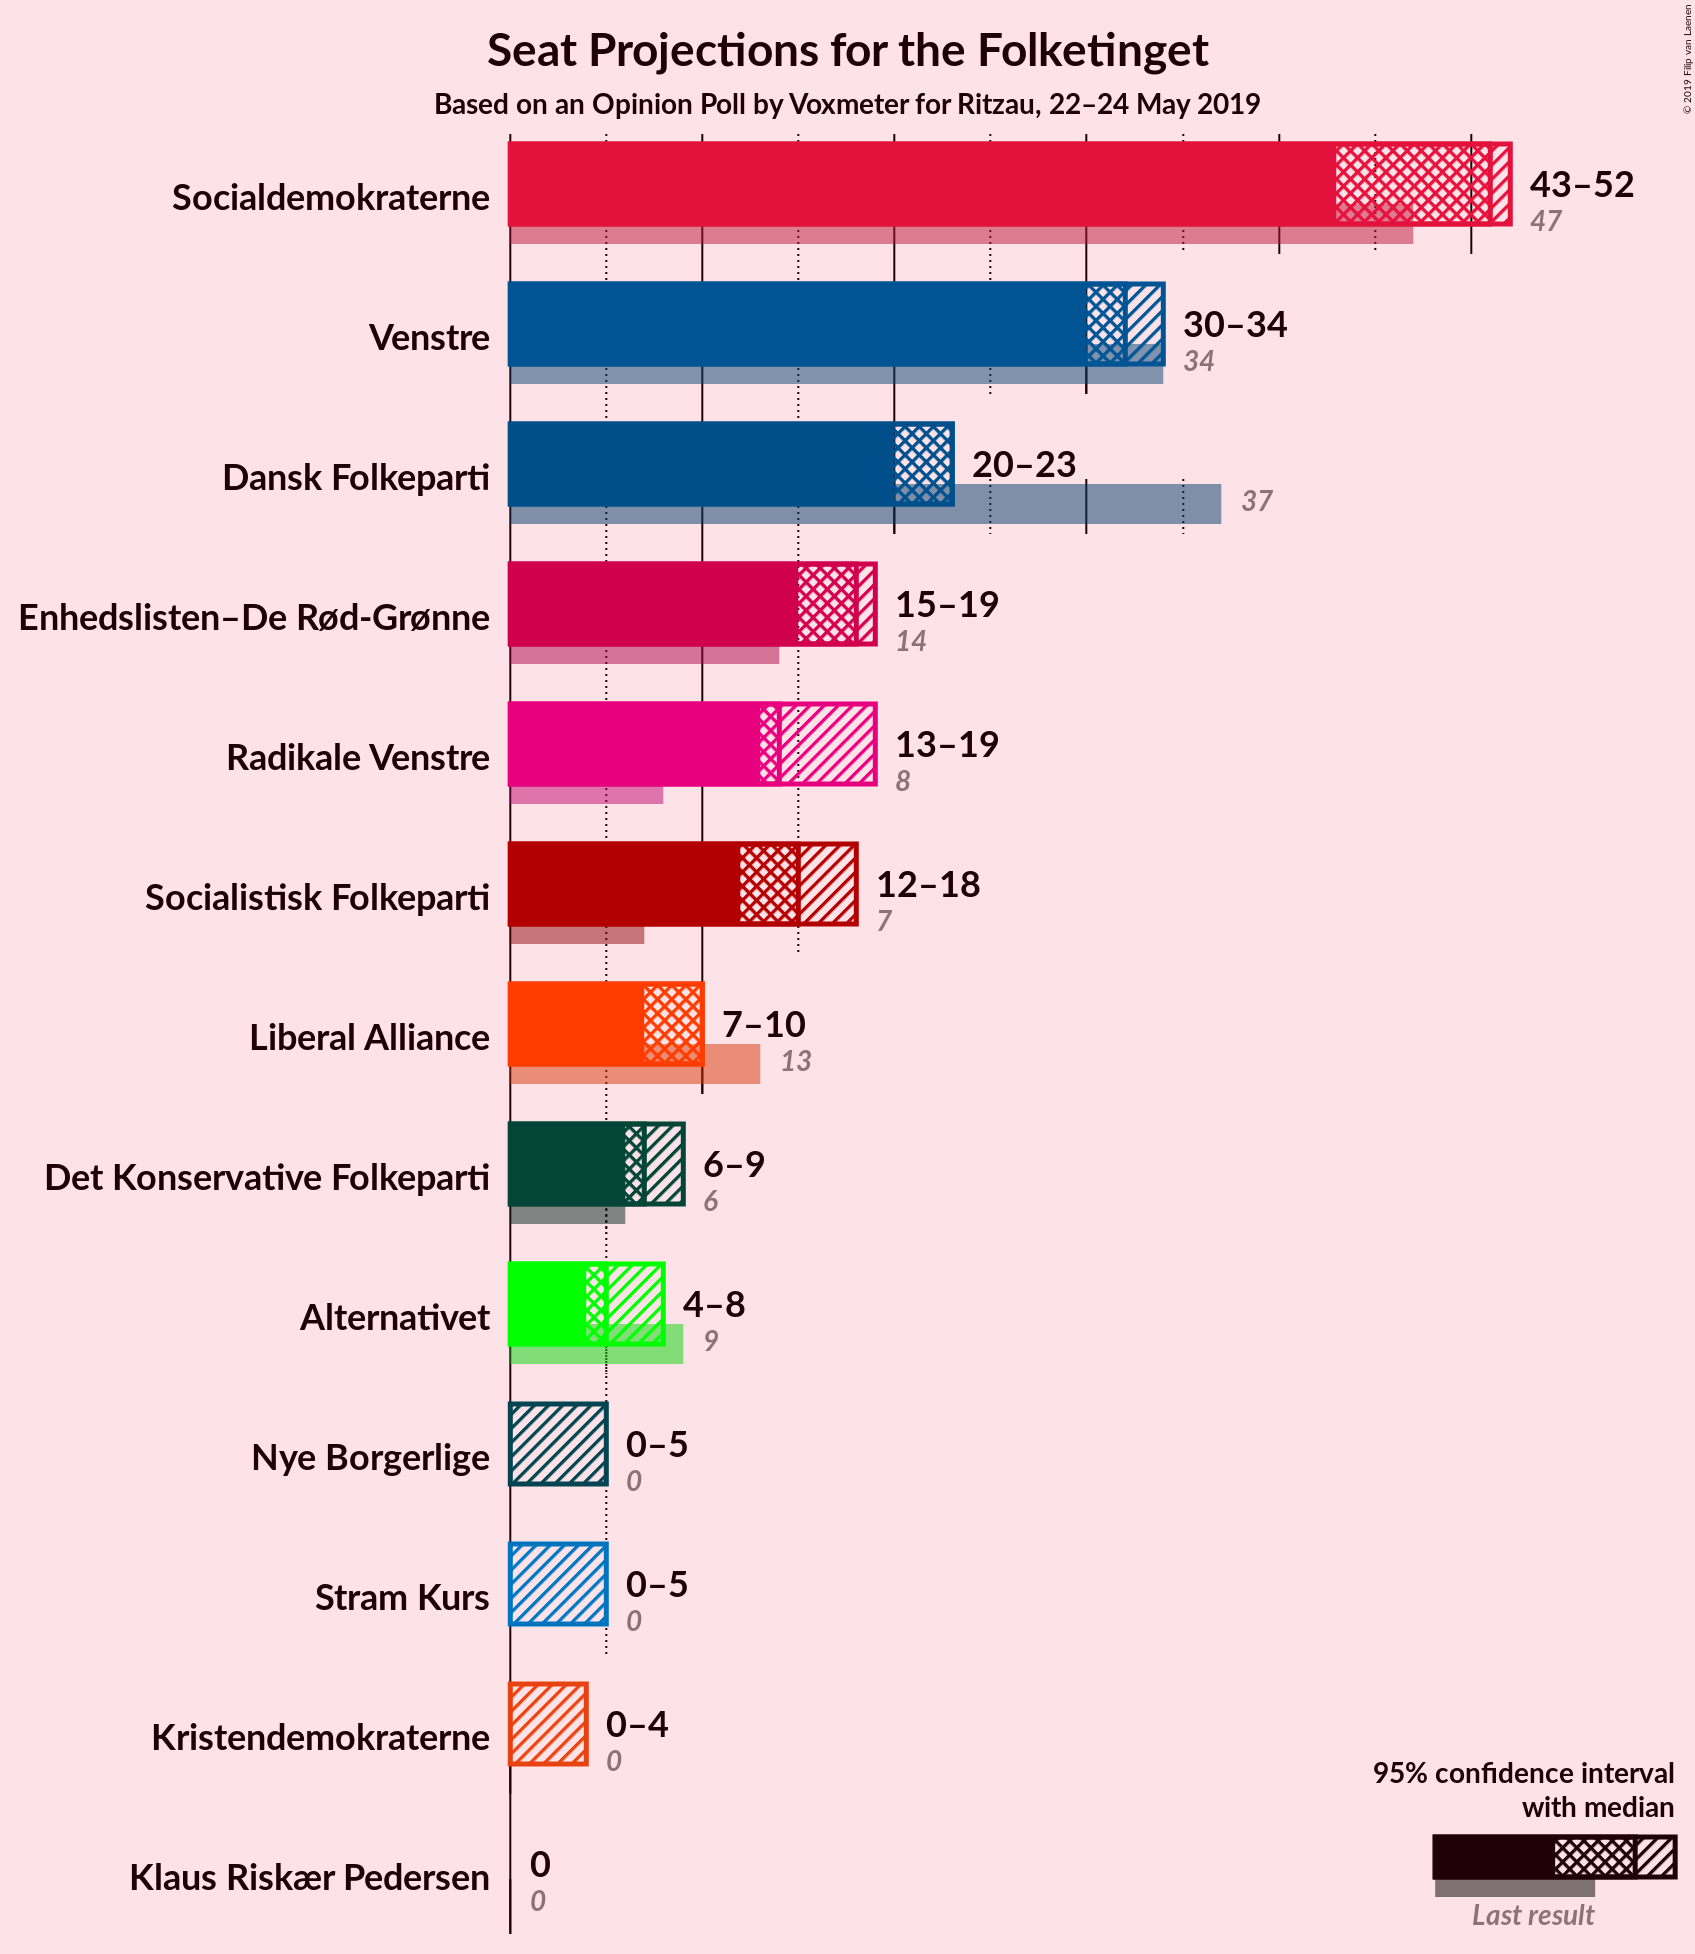 Seat Projections for the Folketinget
Based on an Opinion Poll by Voxmeter for Ritzau, 22–24 May 2019
© 2019 Filip van Laenen
Socialdemokraterne
43–52
47
Venstre
30–34
34
Dansk Folkeparti
20–23
37
Enhedslisten–De Rød-Grønne
15–19
14
Radikale Venstre
13–19
8
Socialistisk Folkeparti
12–18
7
Liberal Alliance
7–10
13
Det Konservative Folkeparti
6–9
6
Alternativet
4–8
9
Nye Borgerlige
0–5
0
Stram Kurs
0–5
0
Kristendemokraterne
0–4
0
Klaus Riskær Pedersen
0
0
95% confidence interval
with median
Last result